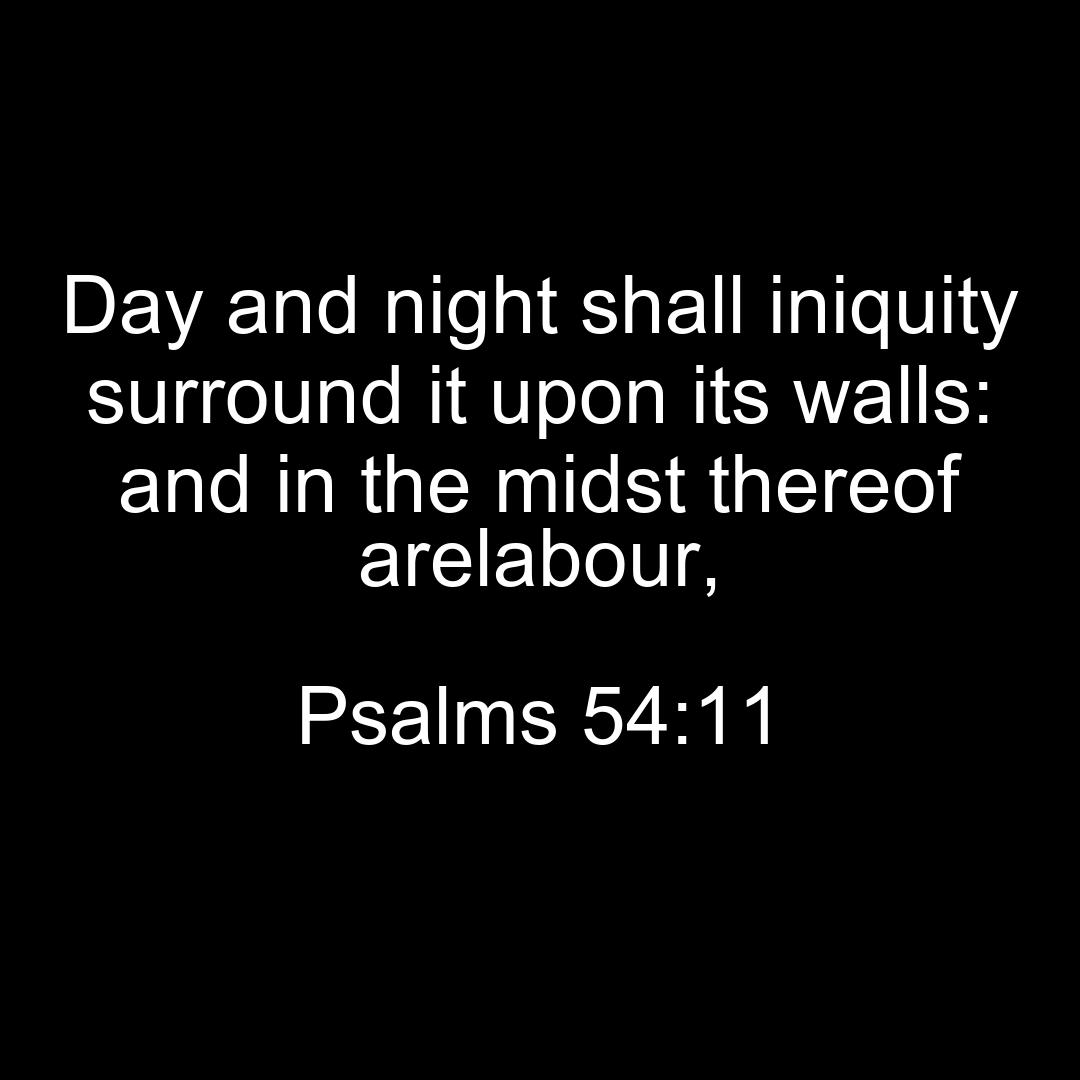 Day and night shall iniquity
surround it upon its walls:
and in the midst thereof
arelabour,
Psalms 54:11